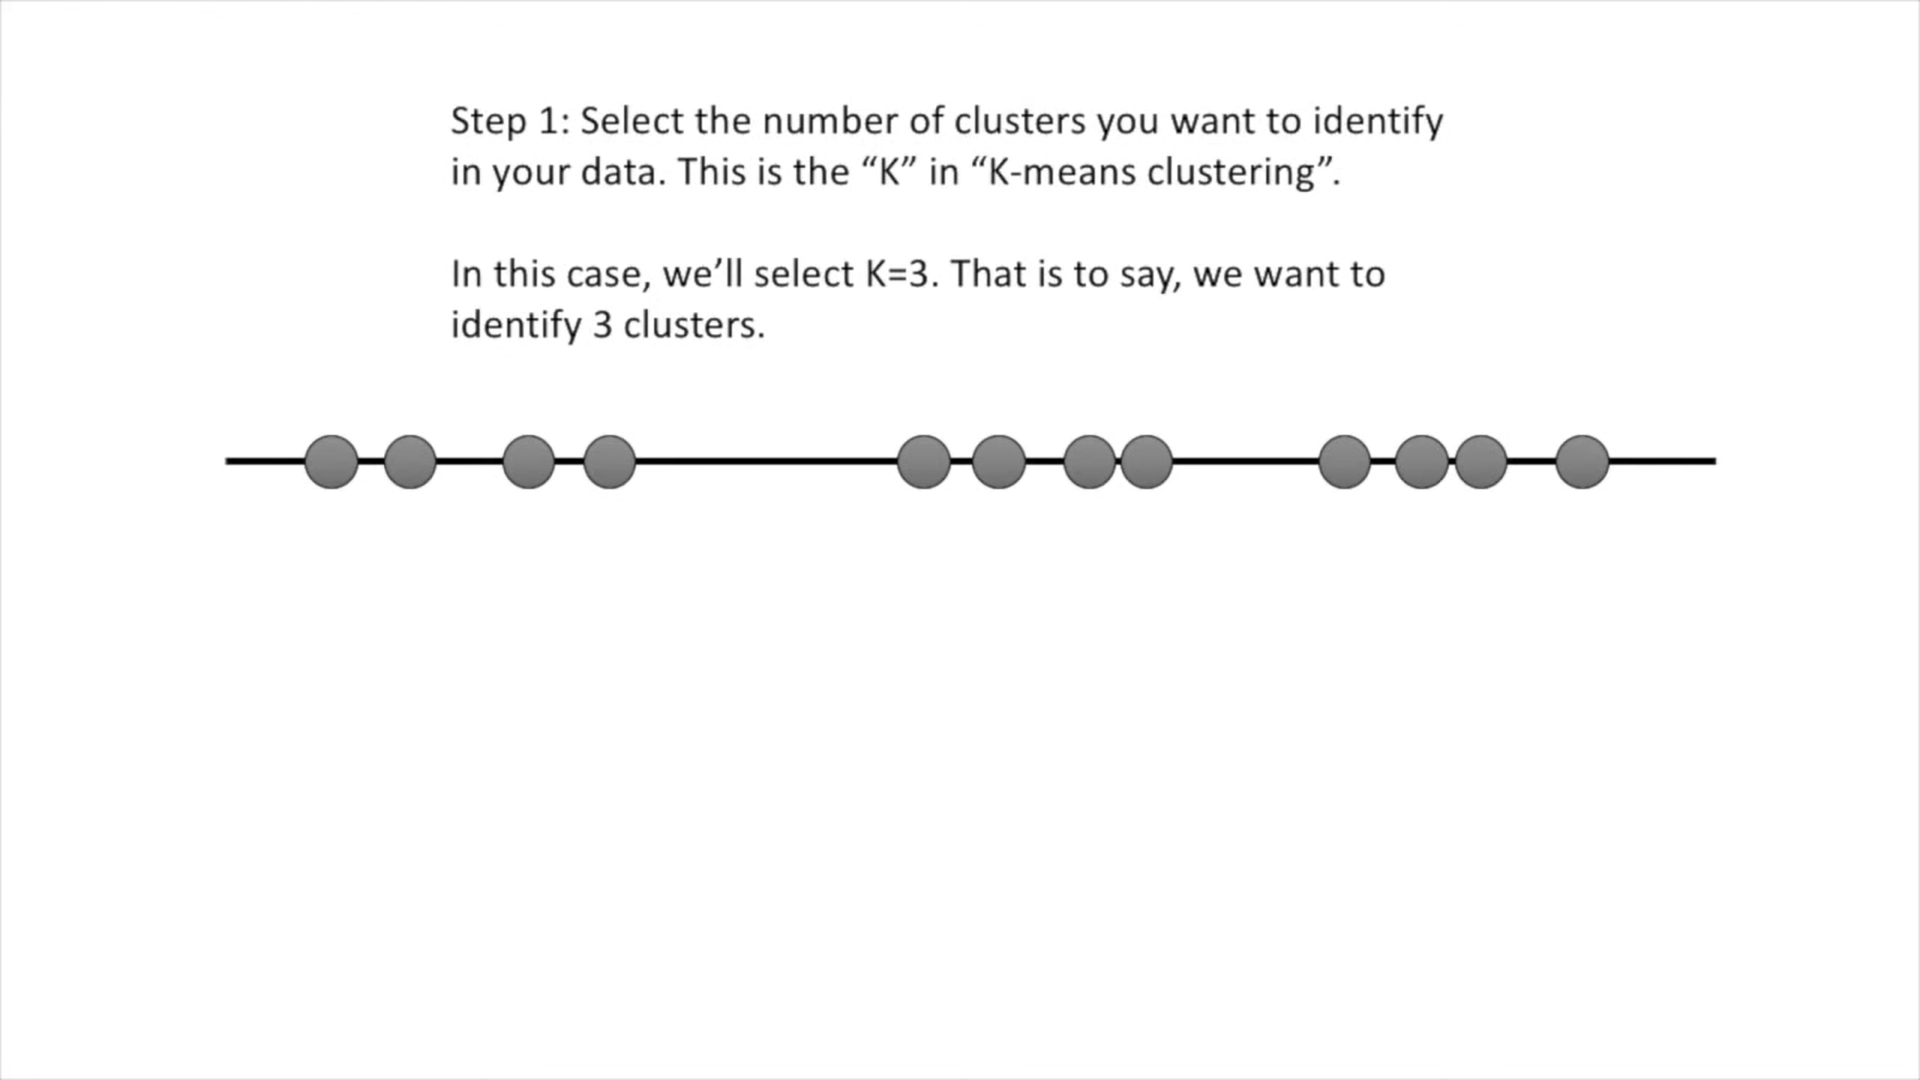 Step 1: Select the number of clusters you want to identify
in your data. This is the “K” in “K-means clustering”.
In this case, we’ll select K=3. That is to say, we want to
identify 3 clusters.